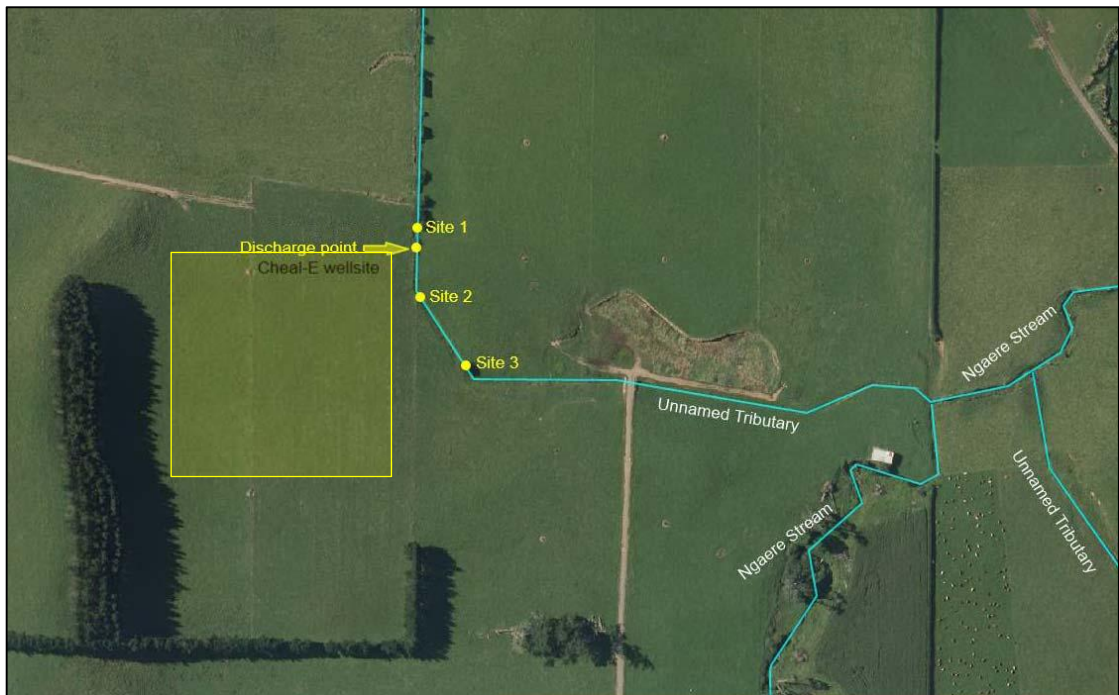 Site 1
Discharge point
Cheal-E wellsite
Site 2
Site 3
Ngaere Stream
Unnamed Tributary
Ngaere Stream
Unnamed Tributary